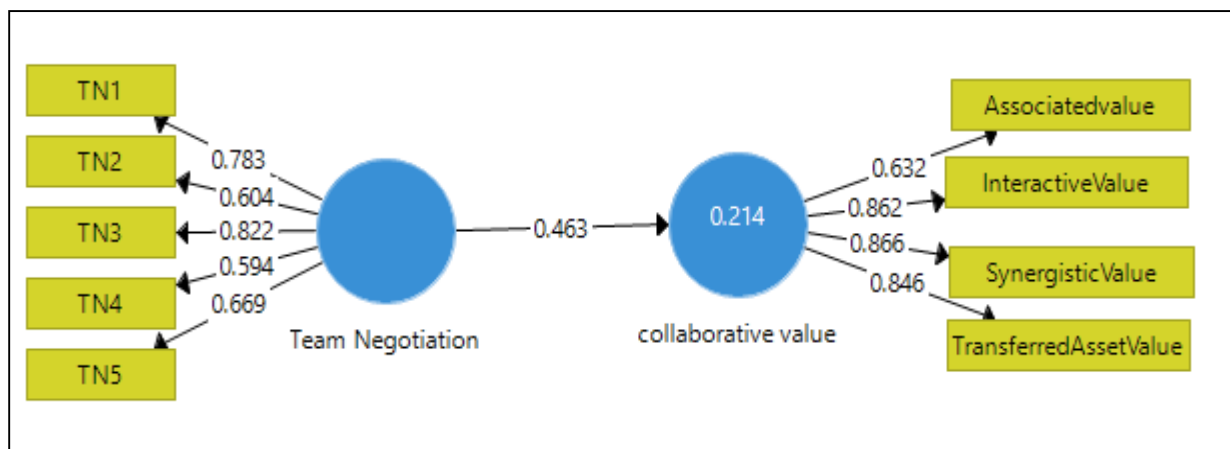 TN1
TN2
TN3
TN4
TN5
0.783
0.604
0.822
0.594
0.669
Team Negotiation
0.463
0.214
collaborative value
0.632
0.862
0.866
0.846
Associatedvalue
InteractiveValue
SynergisticValue
TransferredAssetValue